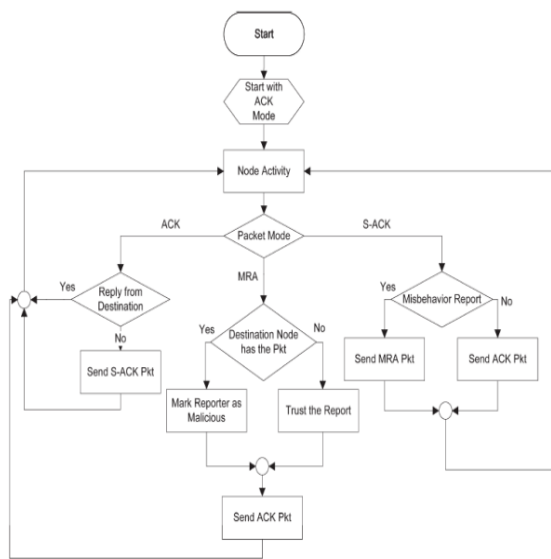 Start
Start with
ACK
Mode
Node Activity
ACK
Packet Mode
S-ACK
MRA
Yes
Reply from
Destination
No
Send S-ACK Pkt
Yes
Destination Node
has the Pkt
No
Mark Reporter as
Malicious
Trust the Report
Send ACK Pkt
Yes
Misbehavior Report
No
Send MRA Pkt
Send ACK Pkt